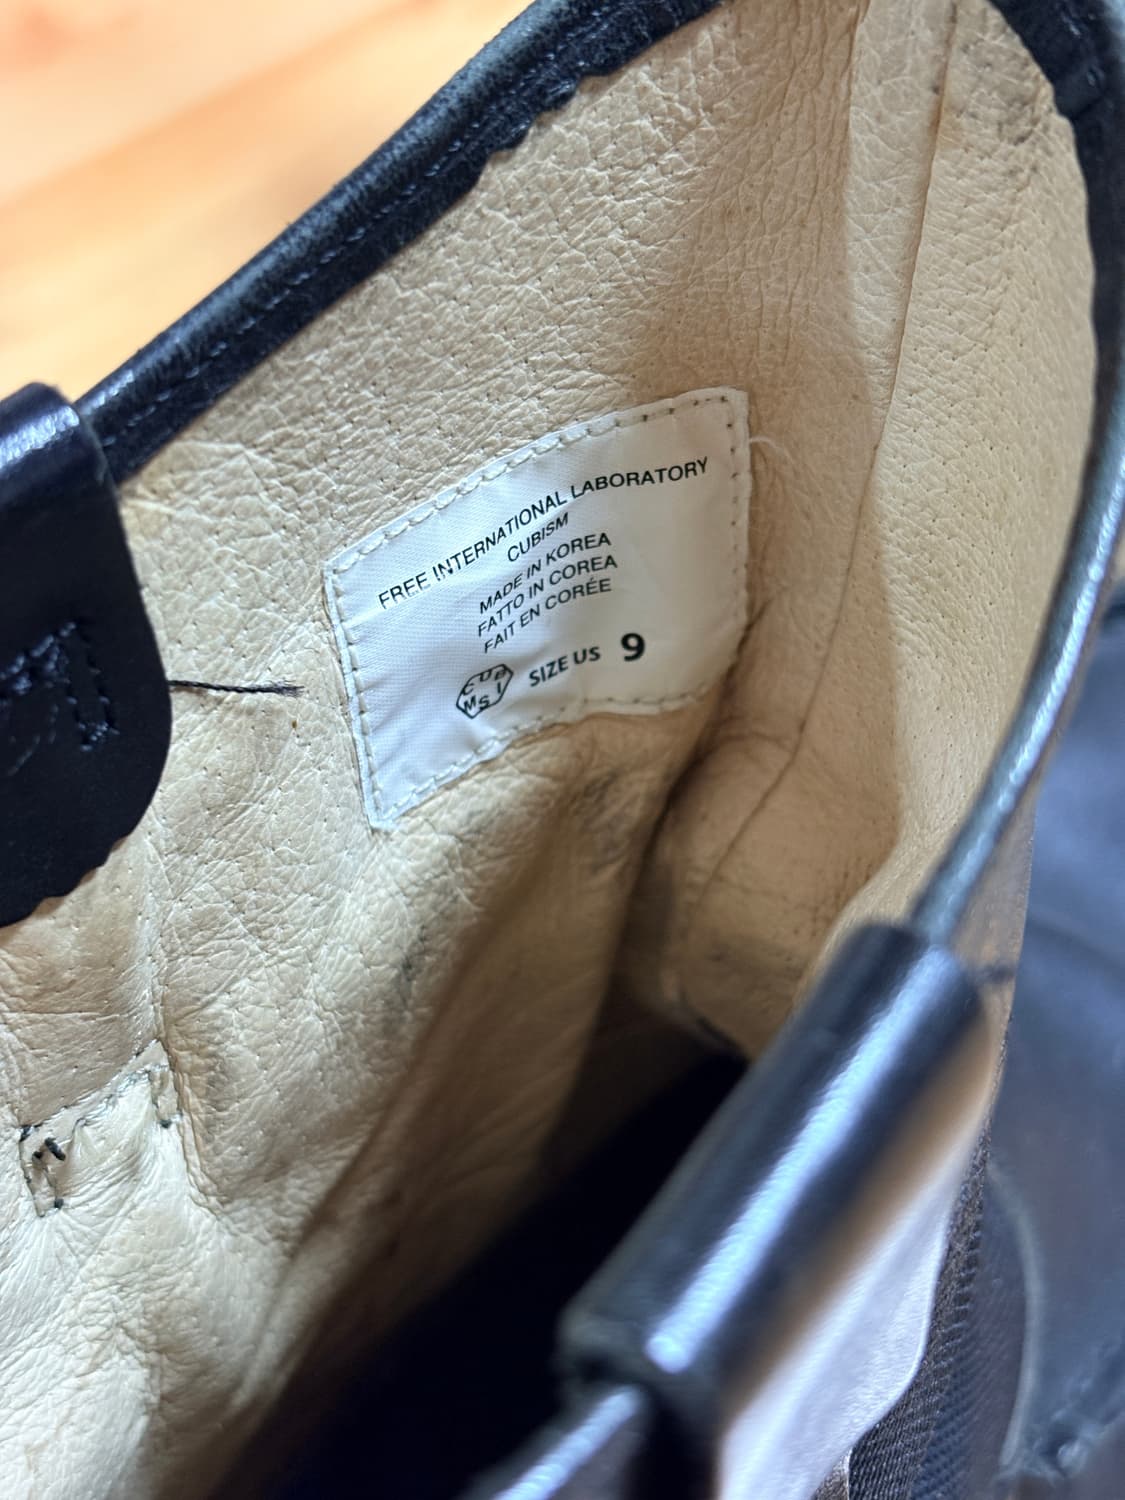 FREE INTERNATIONAL LABORATORY
CUBISM
MADE IN KOREA
FATTO IN COREA
FAIT EN CORÉE
SIZE US 9